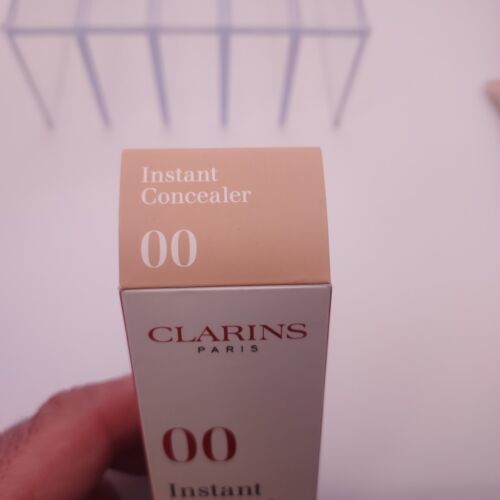 Instant
Concealer
00
CLARINS
PARIS
00
Instant